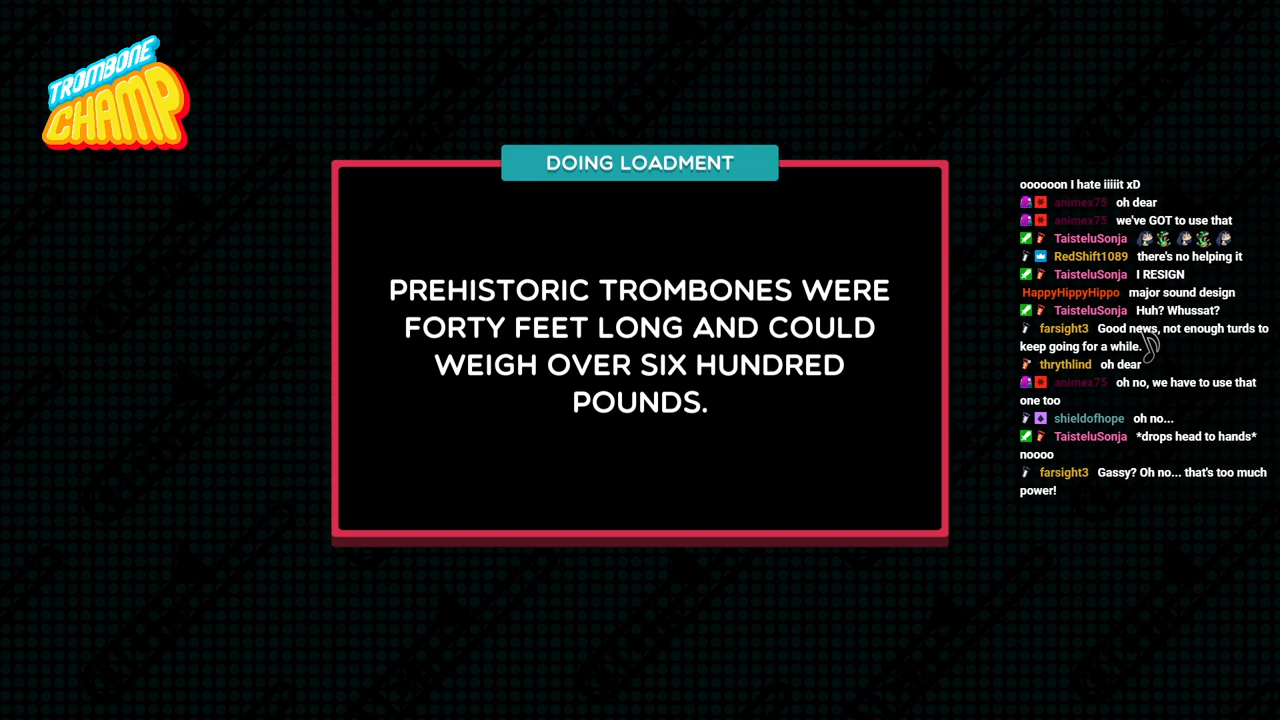 TROMBONE
CHAMP
DOING LOADMENT
PREHISTORIC TROMBONES WERE
FORTY FEET LONG AND COULD
WEIGH OVER SIX HUNDRED
POUNDS.
oooooon I hate iiiiit xD
animex75 oh dear
animex75 we've GOT to use that
TaisteluSonja
RedShift1089 there's no helping it
TaisteluSonja I RESIGN
HappyHippyHippo major sound design
TaisteluSonja Huh? Whussat?
farsight3 Good news, not enough turds to
keep going for a while.
thrythlind oh dear
animex75 oh no, we have to use that
one too
shieldofhope oh no...
TaisteluSonja *drops head to hands*
noooo
farsight3 Gassy? Oh no... that's too much
power!